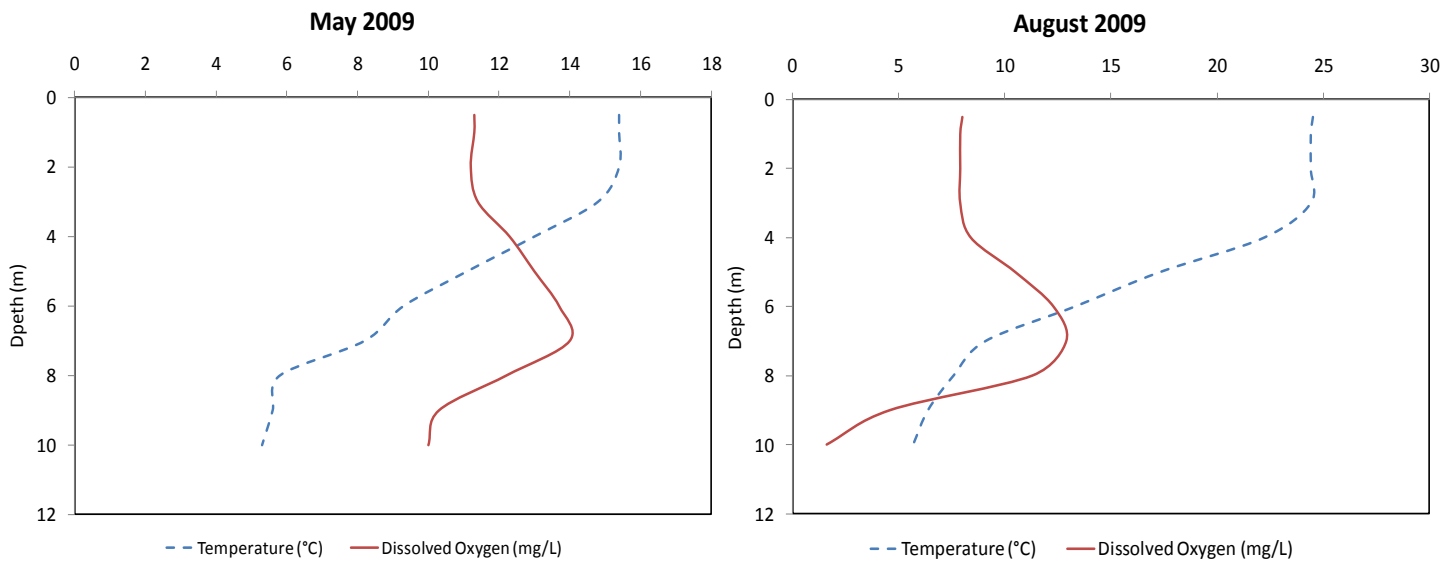 May 2009
0 2 4 6 8 10 12 14 16 18
0
2
4
6
8
10
12
Dpeth (m)
Temperature (°C) Dissolved Oxygen (mg/L)
August 2009
0 5 10 15 20 25 30
0
2
4
6
8
10
12
Depth (m)
Temperature (°C) Dissolved Oxygen (mg/L)